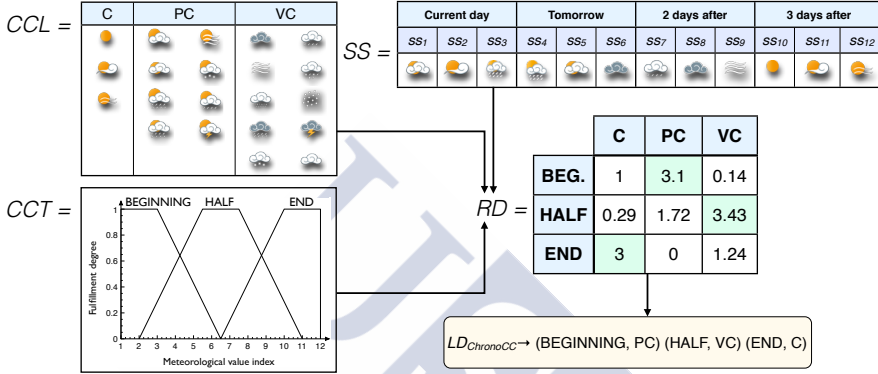 CCL =
C PC VC
SS =
Current day Tomorrow 2 days after 3 days after
SS1 SS2 SS3 SS4 SS5 SS6 SS7 SS8 SS9 SS10 SS11 SS12
CCT =
BEGINNING HALF END
Fulfillment degree
1
0.8
0.6
0.4
0.2
0
1 2 3 4 5 6 7 8 9 10 11 12
Meteorological value index
RD =
C PC VC
BEG. 1 3.1 0.14
HALF 0.29 1.72 3.43
END 3 0 1.24
LDChronoCC→ (BEGINNING, PC) (HALF, VC) (END, C)